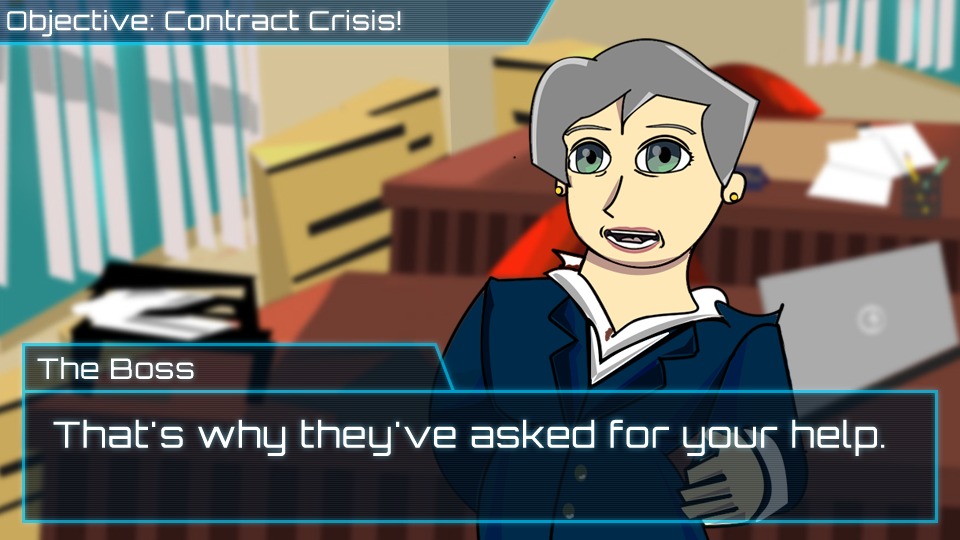 Objective: Contract Crisis!
The Boss
That's why they've asked for your help.